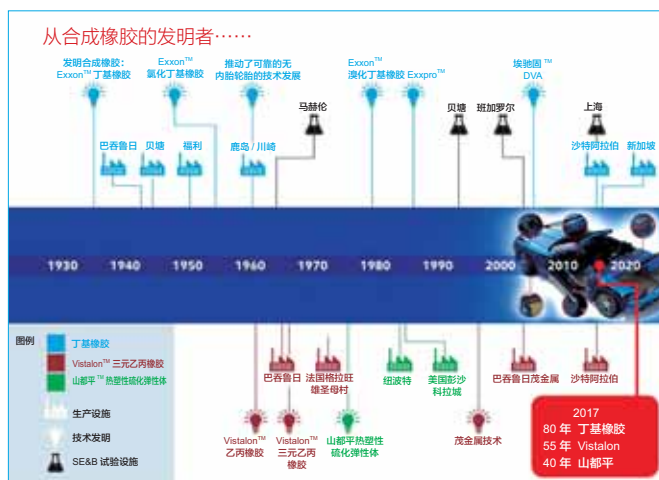 从合成橡胶的发明者……
发明合成橡胶：
Exxon™ 丁基橡胶
Exxon™
氯化丁基橡胶
推动了可靠的无
内胎轮胎的技术发展
Exxon™
溴化丁基橡胶 Exxpro™
埃驰固™
DVA
马赫伦
贝塘
班加罗尔
上海
巴吞鲁日
贝塘
福利
鹿岛 / 川崎
沙特阿拉伯
新加坡
1930
1940
1950
1960
1970
1980
1990
2000
2010
2020
图例
丁基橡胶
Vistalon™ 三元乙丙橡胶
山都平™ 热塑性硫化弹性体
生产设施
技术发明
SE&B 试验设施
巴吞鲁日
法国格拉旺
雄圣母村
纽波特
美国彭沙
科拉城
巴吞鲁日茂金属
沙特阿拉伯
Vistalon™
乙丙橡胶
Vistalon™
三元乙丙
橡胶
山都平热塑性
硫化弹性体
茂金属技术
2017
80 年 丁基橡胶
55 年 Vistalon
40 年 山都平